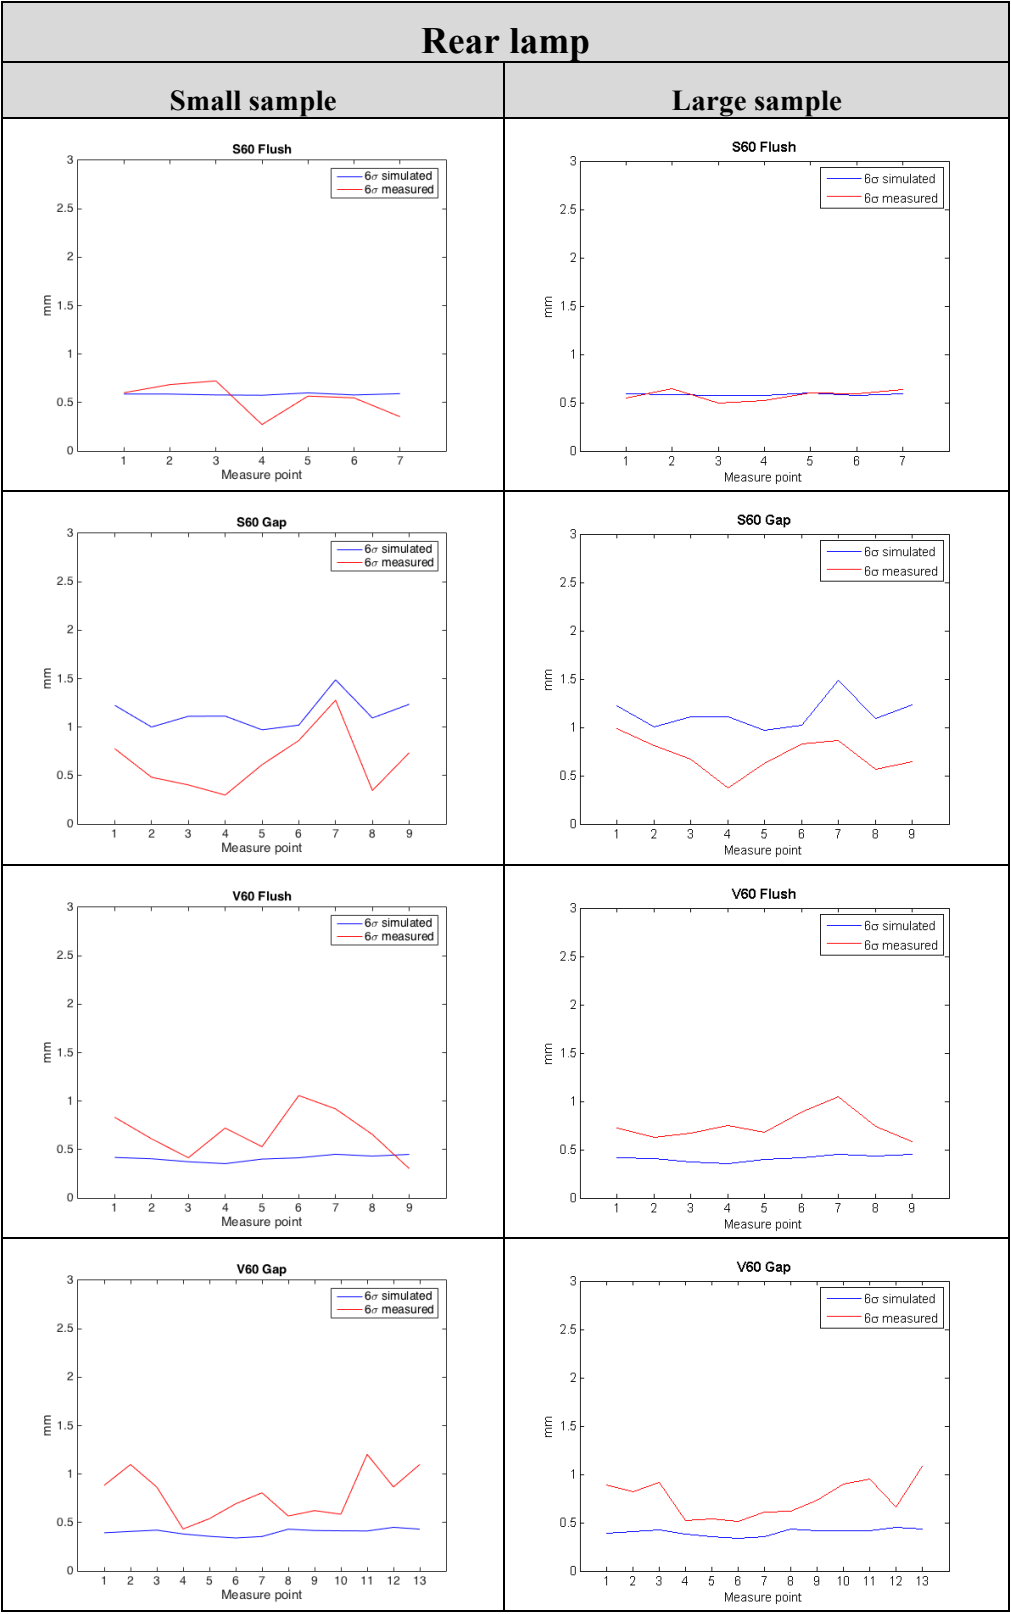 Rear lamp
Small sample
Large sample
S60 Flush
3
2.5
2
1.5
1
0.5
0
mm
6σ simulated
6σ measured
1 2 3 4 5 6 7
Measure point
S60 Flush
3
2.5
2
1.5
1
0.5
0
mm
6σ simulated
6σ measured
1 2 3 4 5 6 7
Measure point
S60 Gap
3
2.5
2
1.5
1
0.5
0
mm
6σ simulated
6σ measured
1 2 3 4 5 6 7 8 9
Measure point
S60 Gap
3
2.5
2
1.5
1
0.5
0
mm
6σ simulated
6σ measured
1 2 3 4 5 6 7 8 9
Measure point
V60 Flush
3
2.5
2
1.5
1
0.5
0
mm
6σ simulated
6σ measured
1 2 3 4 5 6 7 8 9
Measure point
V60 Flush
3
2.5
2
1.5
1
0.5
0
mm
6σ simulated
6σ measured
1 2 3 4 5 6 7 8 9
Measure point
V60 Gap
3
2.5
2
1.5
1
0.5
0
mm
6σ simulated
6σ measured
1 2 3 4 5 6 7 8 9 10 11 12 13
Measure point
V60 Gap
3
2.5
2
1.5
1
0.5
0
mm
6σ simulated
6σ measured
1 2 3 4 5 6 7 8 9 10 11 12 13
Measure point